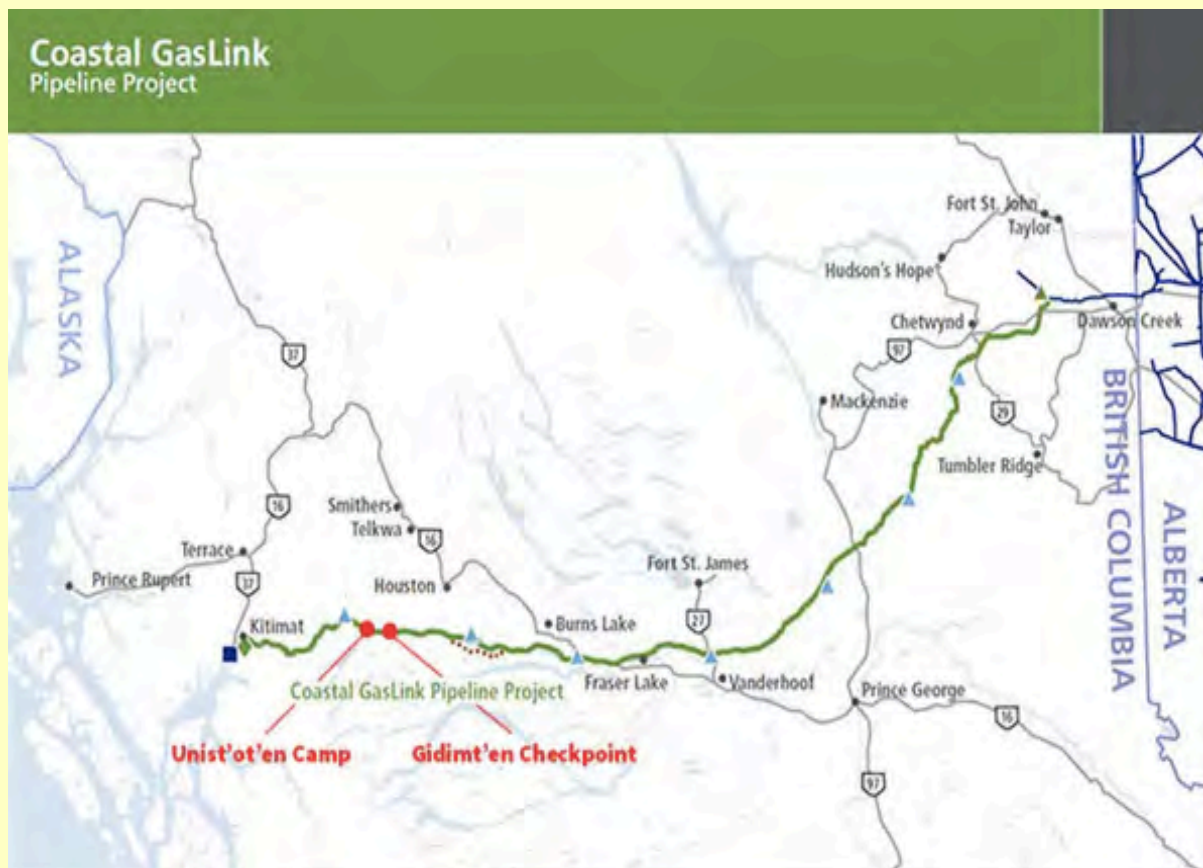 Coastal GasLink
Pipeline Project
ALASKA
37
16
37
Smithers
Telkwa
16
Terrace
Prince Rupert
Houston
Kitimat
Burns Lake
Fort St. James
27
Fraser Lake
Vanderhoof
Coastal GasLink Pipeline Project
Unist'ot'en Camp
Gidimt'en Checkpoint
Fort St. John
Taylor
Hudson's Hope
Chetwynd
Dawson Creek
97
Mackenzie
29
Tumbler Ridge
BRITISH COLUMBIA
ALBERTA
Prince George
16
97